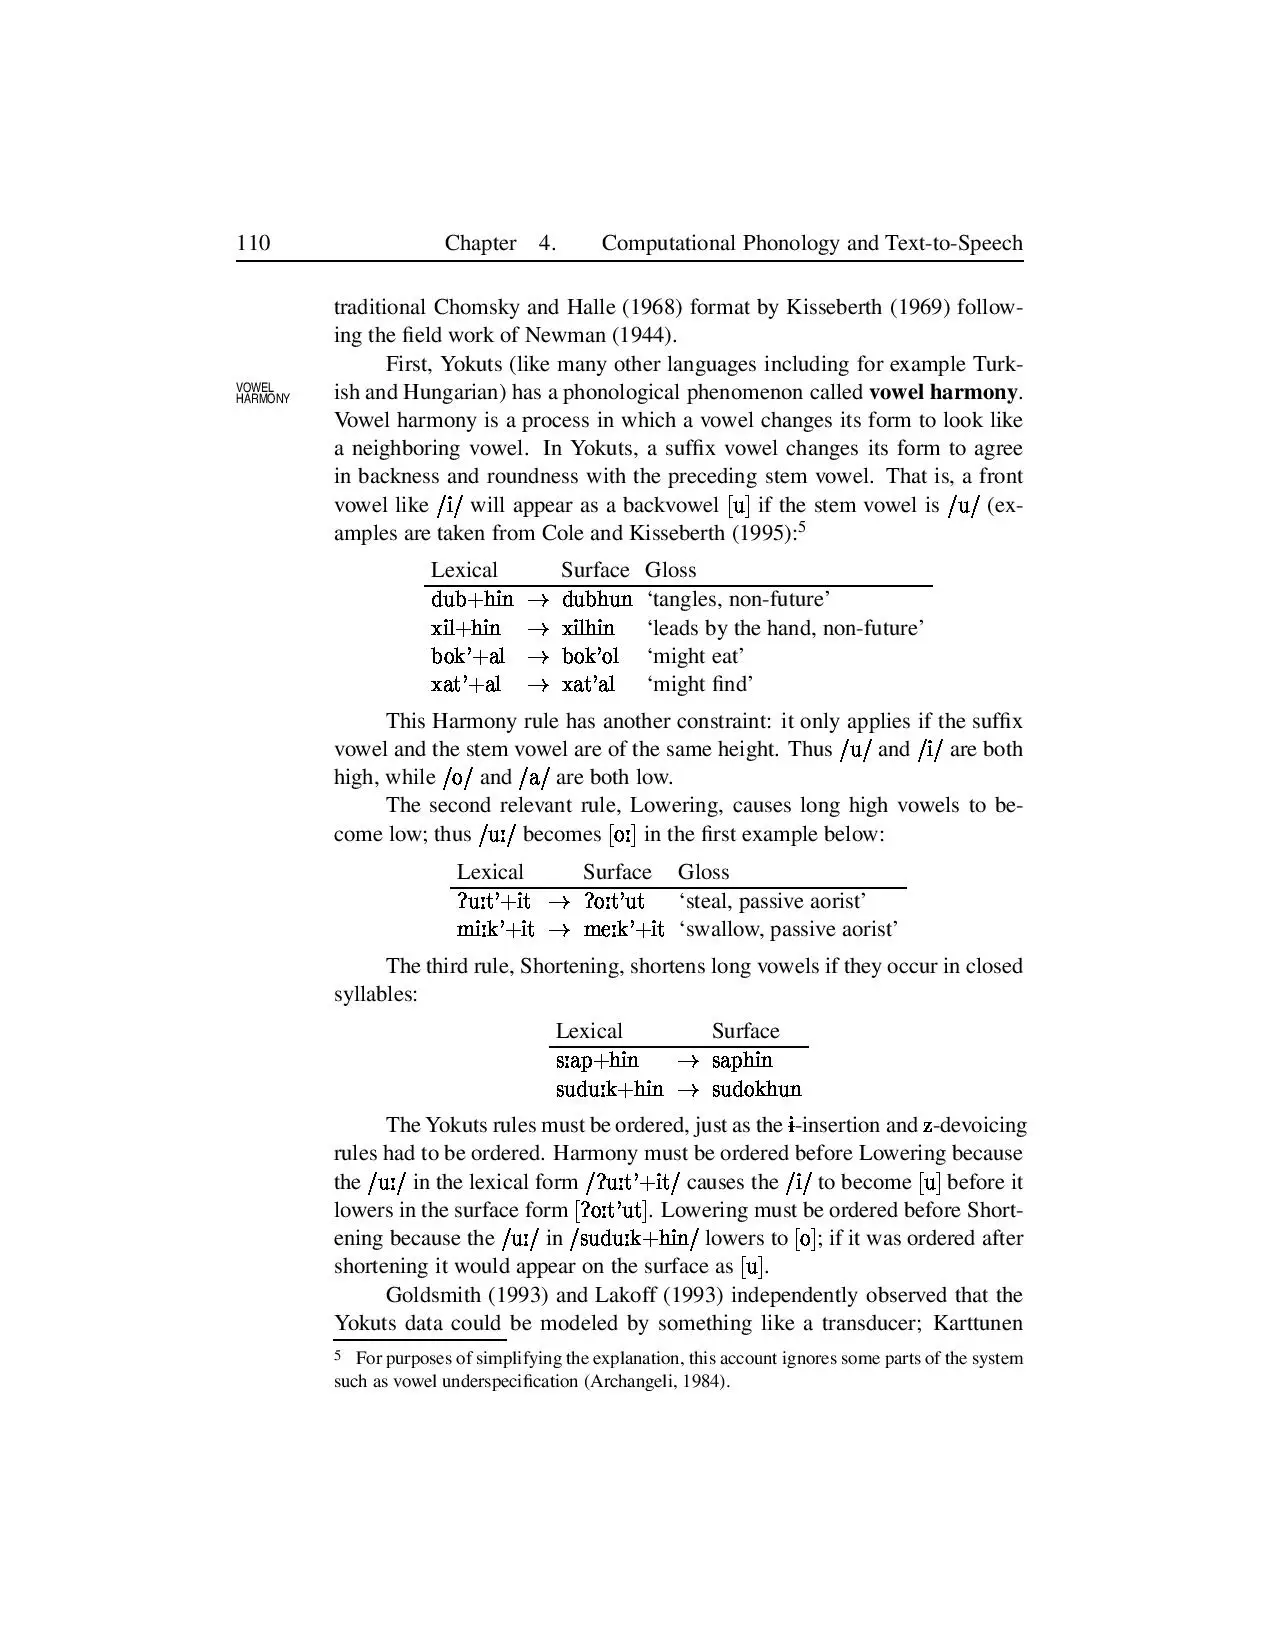 110 Chapter 4. Computational Phonology and Text-to-Speech
traditional Chomsky and Halle (1968) format by Kisseberth (1969) follow-
ing the field work of Newman (1944).
First, Yokuts (like many other languages including for example Turk-
VOWEL
HARMONY
ish and Hungarian) has a phonological phenomenon called vowel harmony.
Vowel harmony is a process in which a vowel changes its form to look like
a neighboring vowel. In Yokuts, a suffix vowel changes its form to agree
in backness and roundness with the preceding stem vowel. That is, a front
vowel like /i/ will appear as a backvowel [u] if the stem vowel is /u/ (ex-
amples are taken from Cole and Kisseberth (1995):5
Lexical Surface Gloss
dub+hin → dubhun ‘tangles, non-future’
xil+hin → xilhin ‘leads by the hand, non-future’
bok’+al → bok’ol ‘might eat’
xat’+al → xat’al ‘might find’
This Harmony rule has another constraint: it only applies if the suffix
vowel and the stem vowel are of the same height. Thus /u/ and /i/ are both
high, while /o/ and /a/ are both low.
The second relevant rule, Lowering, causes long high vowels to be-
come low; thus /uː/ becomes [oː] in the first example below:
Lexical Surface Gloss
ʔuːt’+it → ʔoːt’ut ‘steal, passive aorist’
miːk’+it → meːk’+it ‘swallow, passive aorist’
The third rule, Shortening, shortens long vowels if they occur in closed
syllables:
Lexical Surface
sːap+hin → saphin
suduːk+hin → sudokhun
The Yokuts rules must be ordered, just as the ɨ-insertion and z-devoicing
rules had to be ordered. Harmony must be ordered before Lowering because
the /uː/ in the lexical form /ʔuːt’+it/ causes the /i/ to become [u] before it
lowers in the surface form [ʔoːt’ut]. Lowering must be ordered before Short-
ening because the /uː/ in /suduːk+hin/ lowers to [o]; if it was ordered after
shortening it would appear on the surface as [u].
Goldsmith (1993) and Lakoff (1993) independently observed that the
Yokuts data could be modeled by something like a transducer; Karttunen
5 For purposes of simplifying the explanation, this account ignores some parts of the system
such as vowel underspecification (Archangeli, 1984).